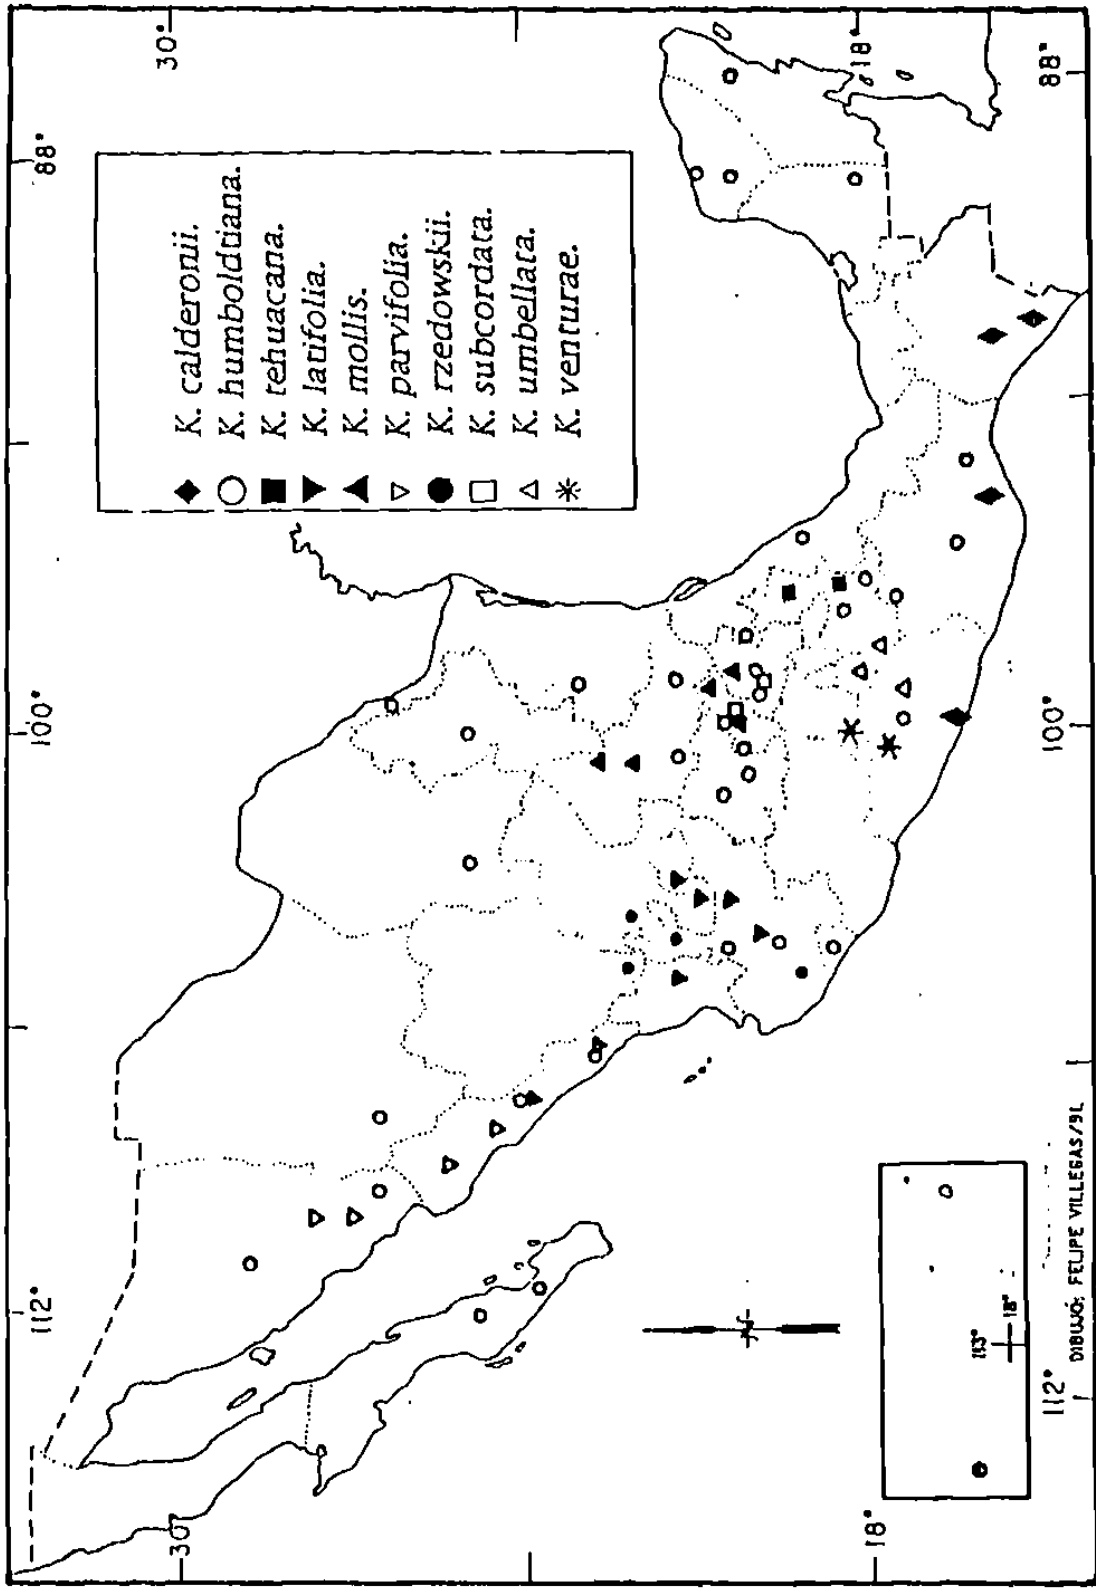 112°
100°
88°
30°
30°
K. calderonii.
K. humboldtiana.
K. tehuacana.
K. latifolia.
K. mollis.
K. parvifolia.
K. rzedowskii.
K. subcordata.
K. umbellata.
K. venturae.
18°
18°
113°
18°
112°
100°
88°
DIBUJÓ: FELIPE VILLEGAS/91